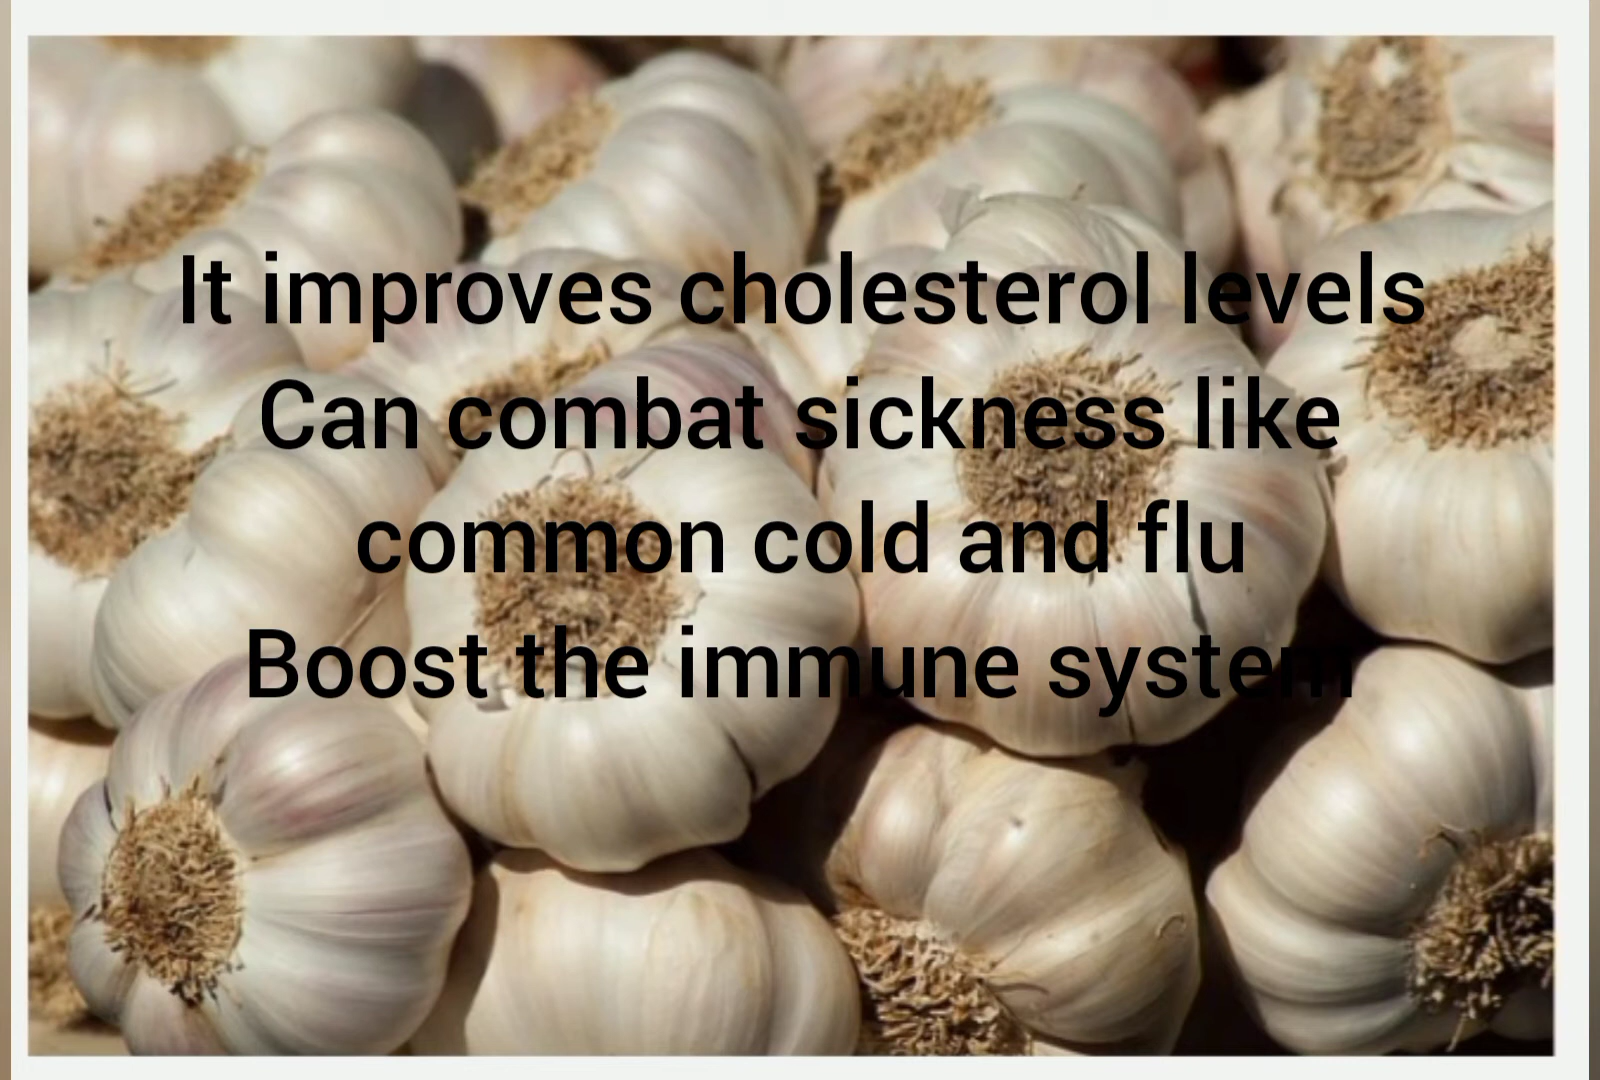 It improves cholesterol levels
Can combat sickness like
common cold and flu
Boost the immune system